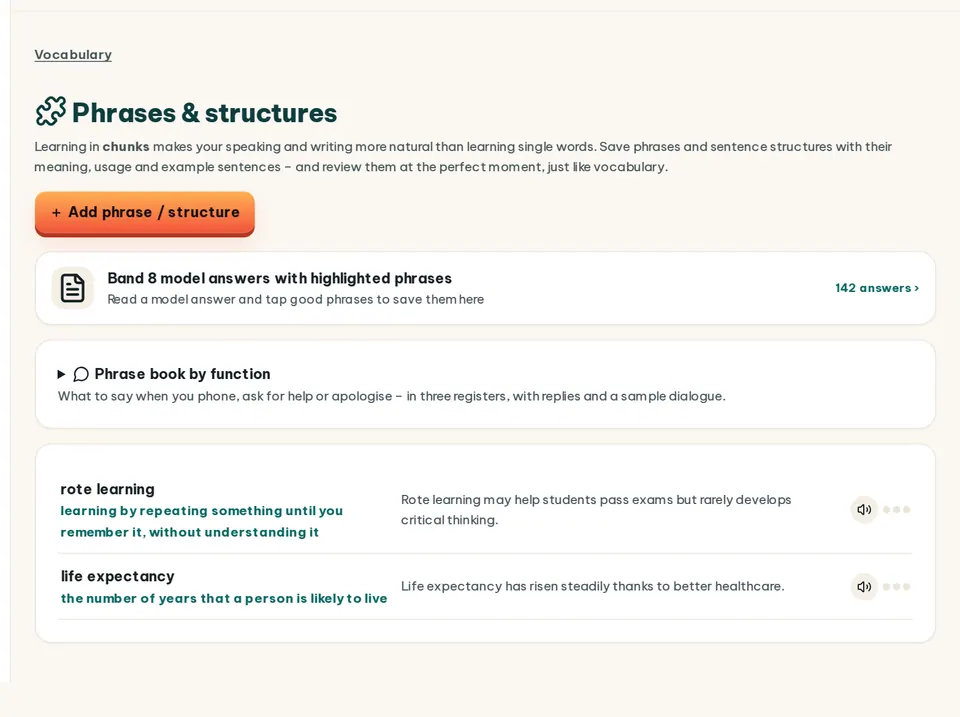 Vocabulary
Phrases & structures
Learning in chunks makes your speaking and writing more natural than learning single words. Save phrases and sentence structures with their
meaning, usage and example sentences – and review them at the perfect moment, just like vocabulary.
+ Add phrase / structure
Band 8 model answers with highlighted phrases
Read a model answer and tap good phrases to save them here
142 answers ›
Phrase book by function
What to say when you phone, ask for help or apologise – in three registers, with replies and a sample dialogue.
rote learning
learning by repeating something until you
remember it, without understanding it
Rote learning may help students pass exams but rarely develops
critical thinking.
life expectancy
the number of years that a person is likely to live
Life expectancy has risen steadily thanks to better healthcare.